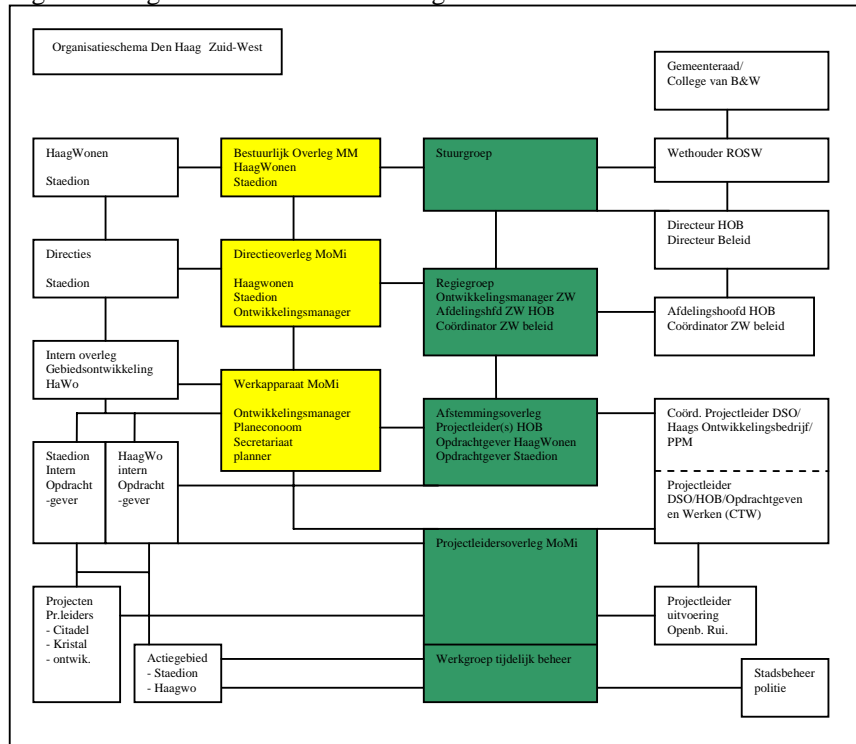 Organisatieschema Den Haag Zuid-West
Gemeenteraad/
College van B&W
HaagWonen
Staedion
Bestuurlijk Overleg MM
HaagWonen
Staedion
Stuurgroep
Wethouder ROSW
Directies
Staedion
Directieoverleg MoMi
Haagwonen
Staedion
Ontwikkelingsmanager
Regiegroep
Ontwikkelingsmanager ZW
Afdelingshfd ZW HOB
Coördinator ZW beleid
Directeur HOB
Directeur Beleid
Afdelingshoofd HOB
Coördinator ZW beleid
Intern overleg
Gebiedsontwikkeling
HaWo
Werkapparaat MoMi
Ontwikkelingsmanager
Planeconoom
Secretariaat
planner
Afstemmingsoverleg
Projectleider(s) HOB
Opdrachtgever HaagWonen
Opdrachtgever Staedion
Coörd. Projectleider DSO/
Haags Ontwikkelingsbedrijf/
PPM
Staedion
Intern
Opdracht
-gever
HaagWo
intern
Opdracht
-gever
Projectleider
DSO/HOB/Opdrachtgeven
en Werken (CTW)
Projectleidersoverleg MoMi
Projecten
Pr.leiders
- Citadel
- Kristal
- ontwik.
Projectleider
uitvoering
Openb. Rui.
Actiegebied
- Staedion
- Haagwo
Werkgroep tijdelijk beheer
Stadsbeheer
politie